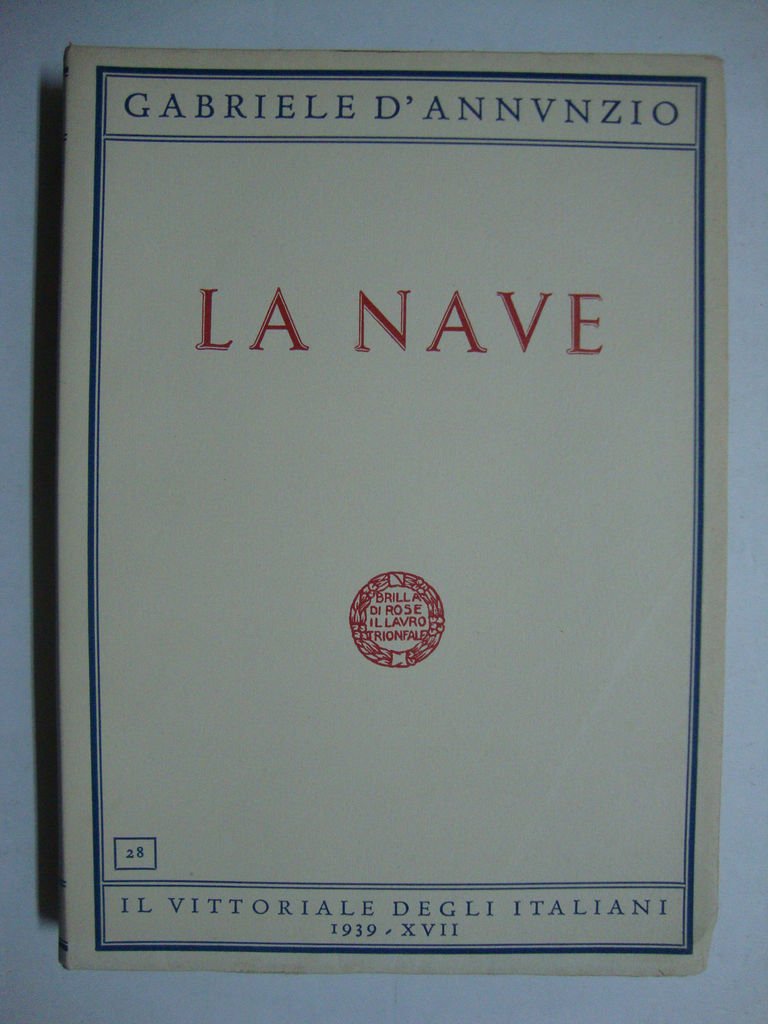 GABRIELE D'ANNVNZIO
LA NAVE
BRILLA
DI ROSE
IL LAVRO
TRIONFALE
28
IL VITTORIALE DEGLI ITALIANI
1939 - XVII